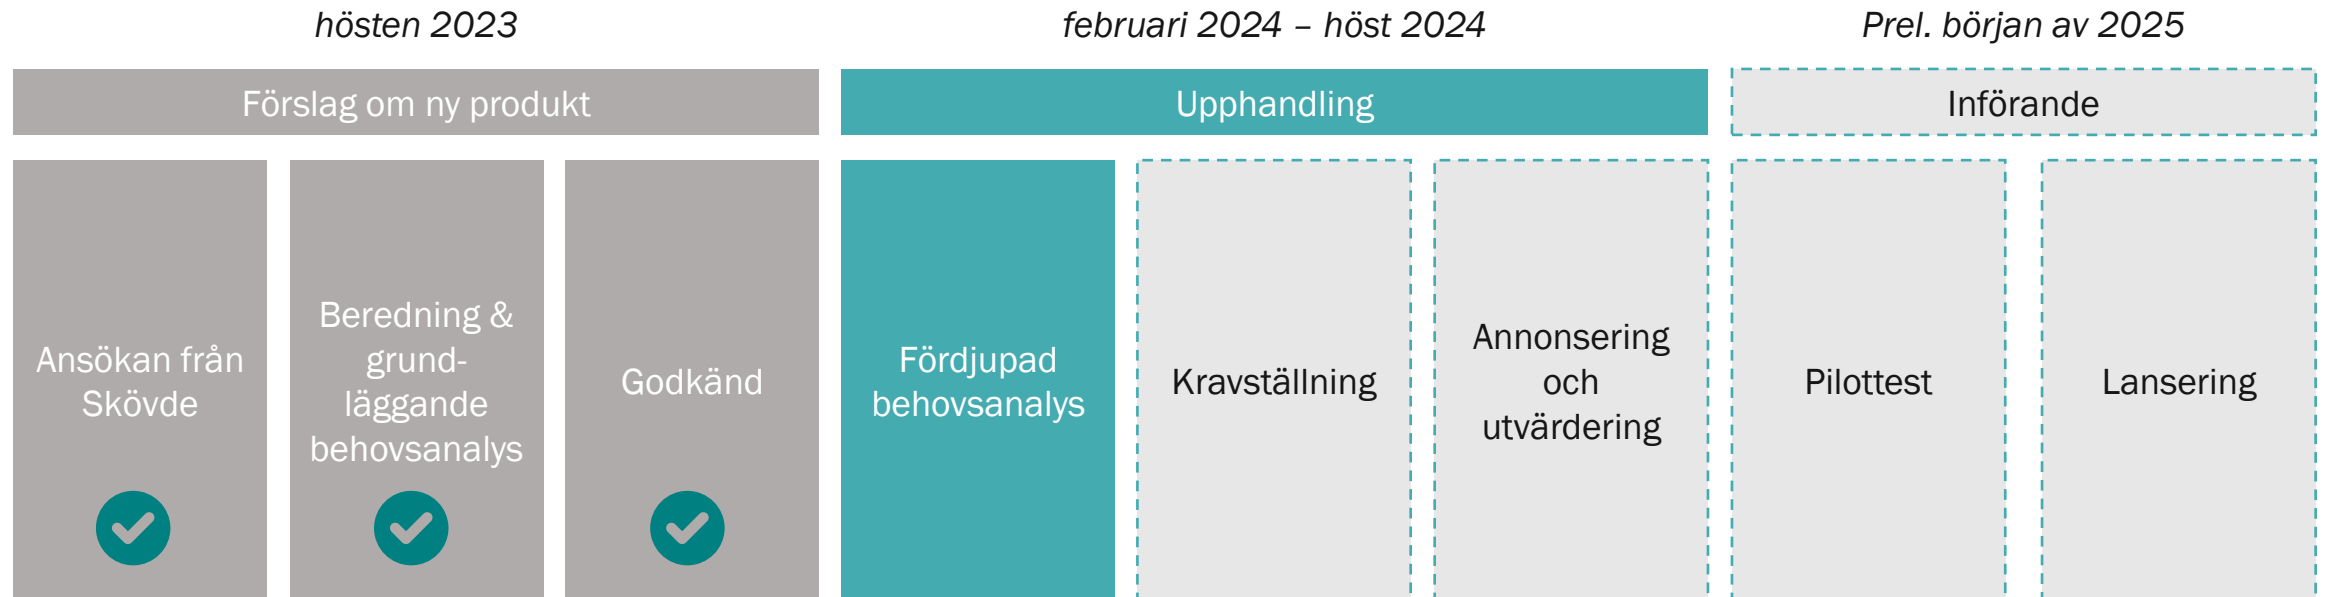 hösten 2023
februari 2024 – höst 2024
Prel. början av 2025
Förslag om ny produkt
Upphandling
Införande
Ansökan från
Skövde
Beredning &
grund-
läggande
behovsanalys
Godkänd
Fördjupad
behovsanalys
Kravställning
Annonsering
och
utvärdering
Pilottest
Lansering